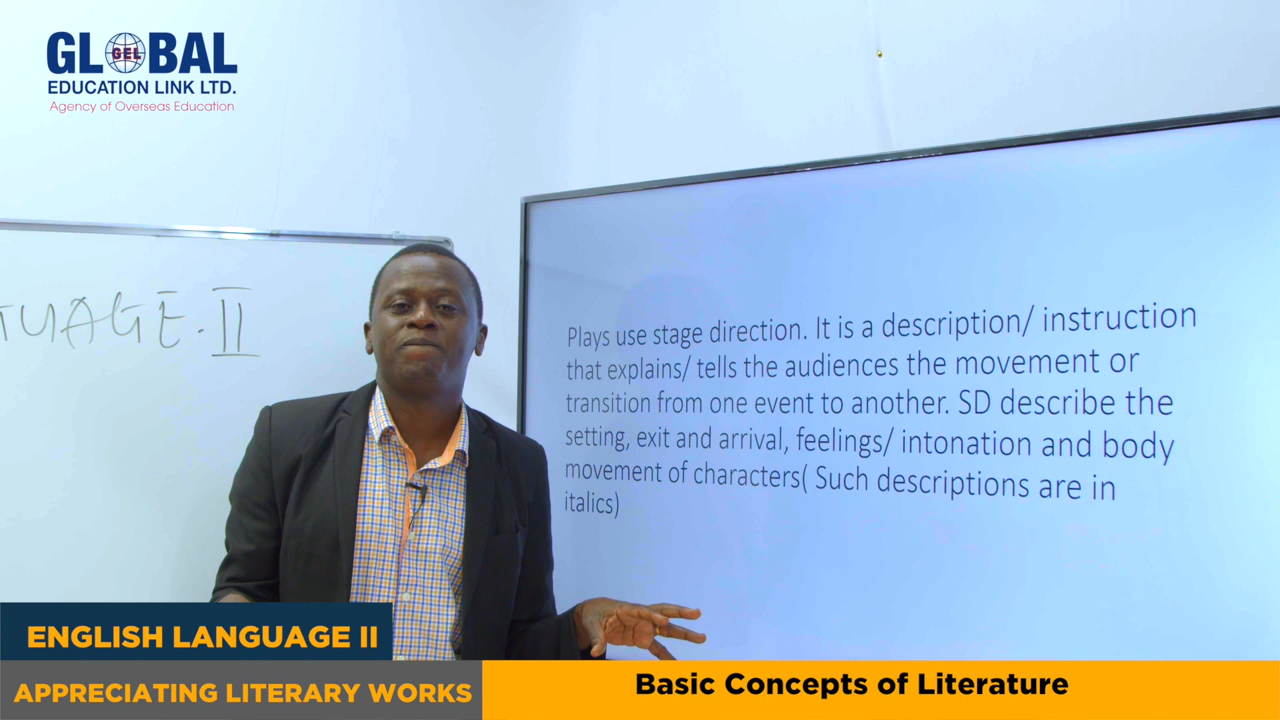 GLOBAL
GEL
EDUCATION LINK LTD.
Agency of Overseas Education
TUAGE.II
Plays use stage direction. It is a description/ instruction
that explains/ tells the audiences the movement or
transition from one event to another. SD describe the
setting, exit and arrival, feelings/ intonation and body
movement of characters( Such descriptions are in
italics)
ENGLISH LANGUAGE II
APPRECIATING LITERARY WORKS
Basic Concepts of Literature